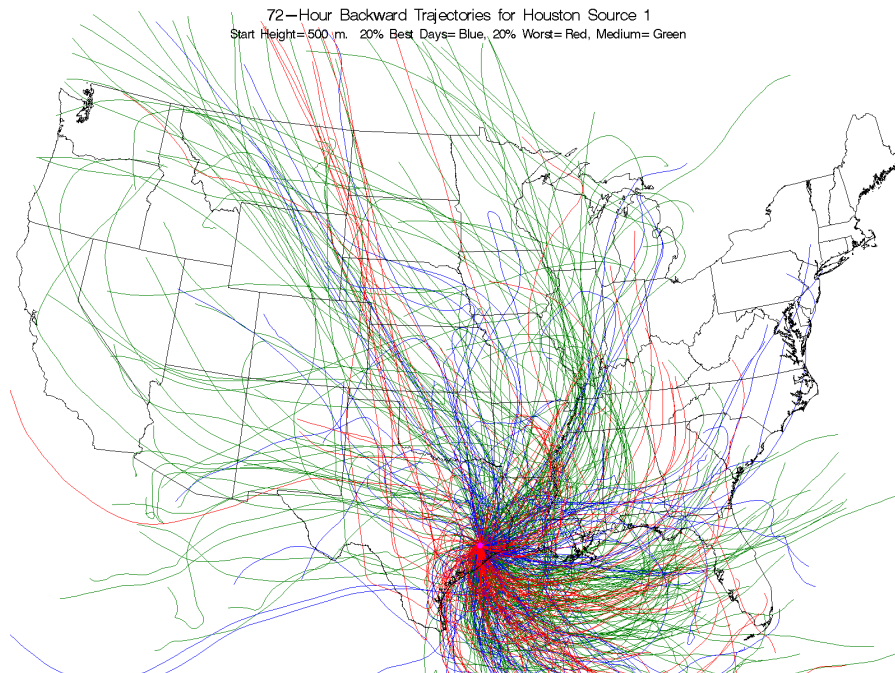 72-Hour Backward Trajectories for Houston Source 1
Start Height= 500 m. 20% Best Days= Blue, 20% Worst= Red, Medium= Green